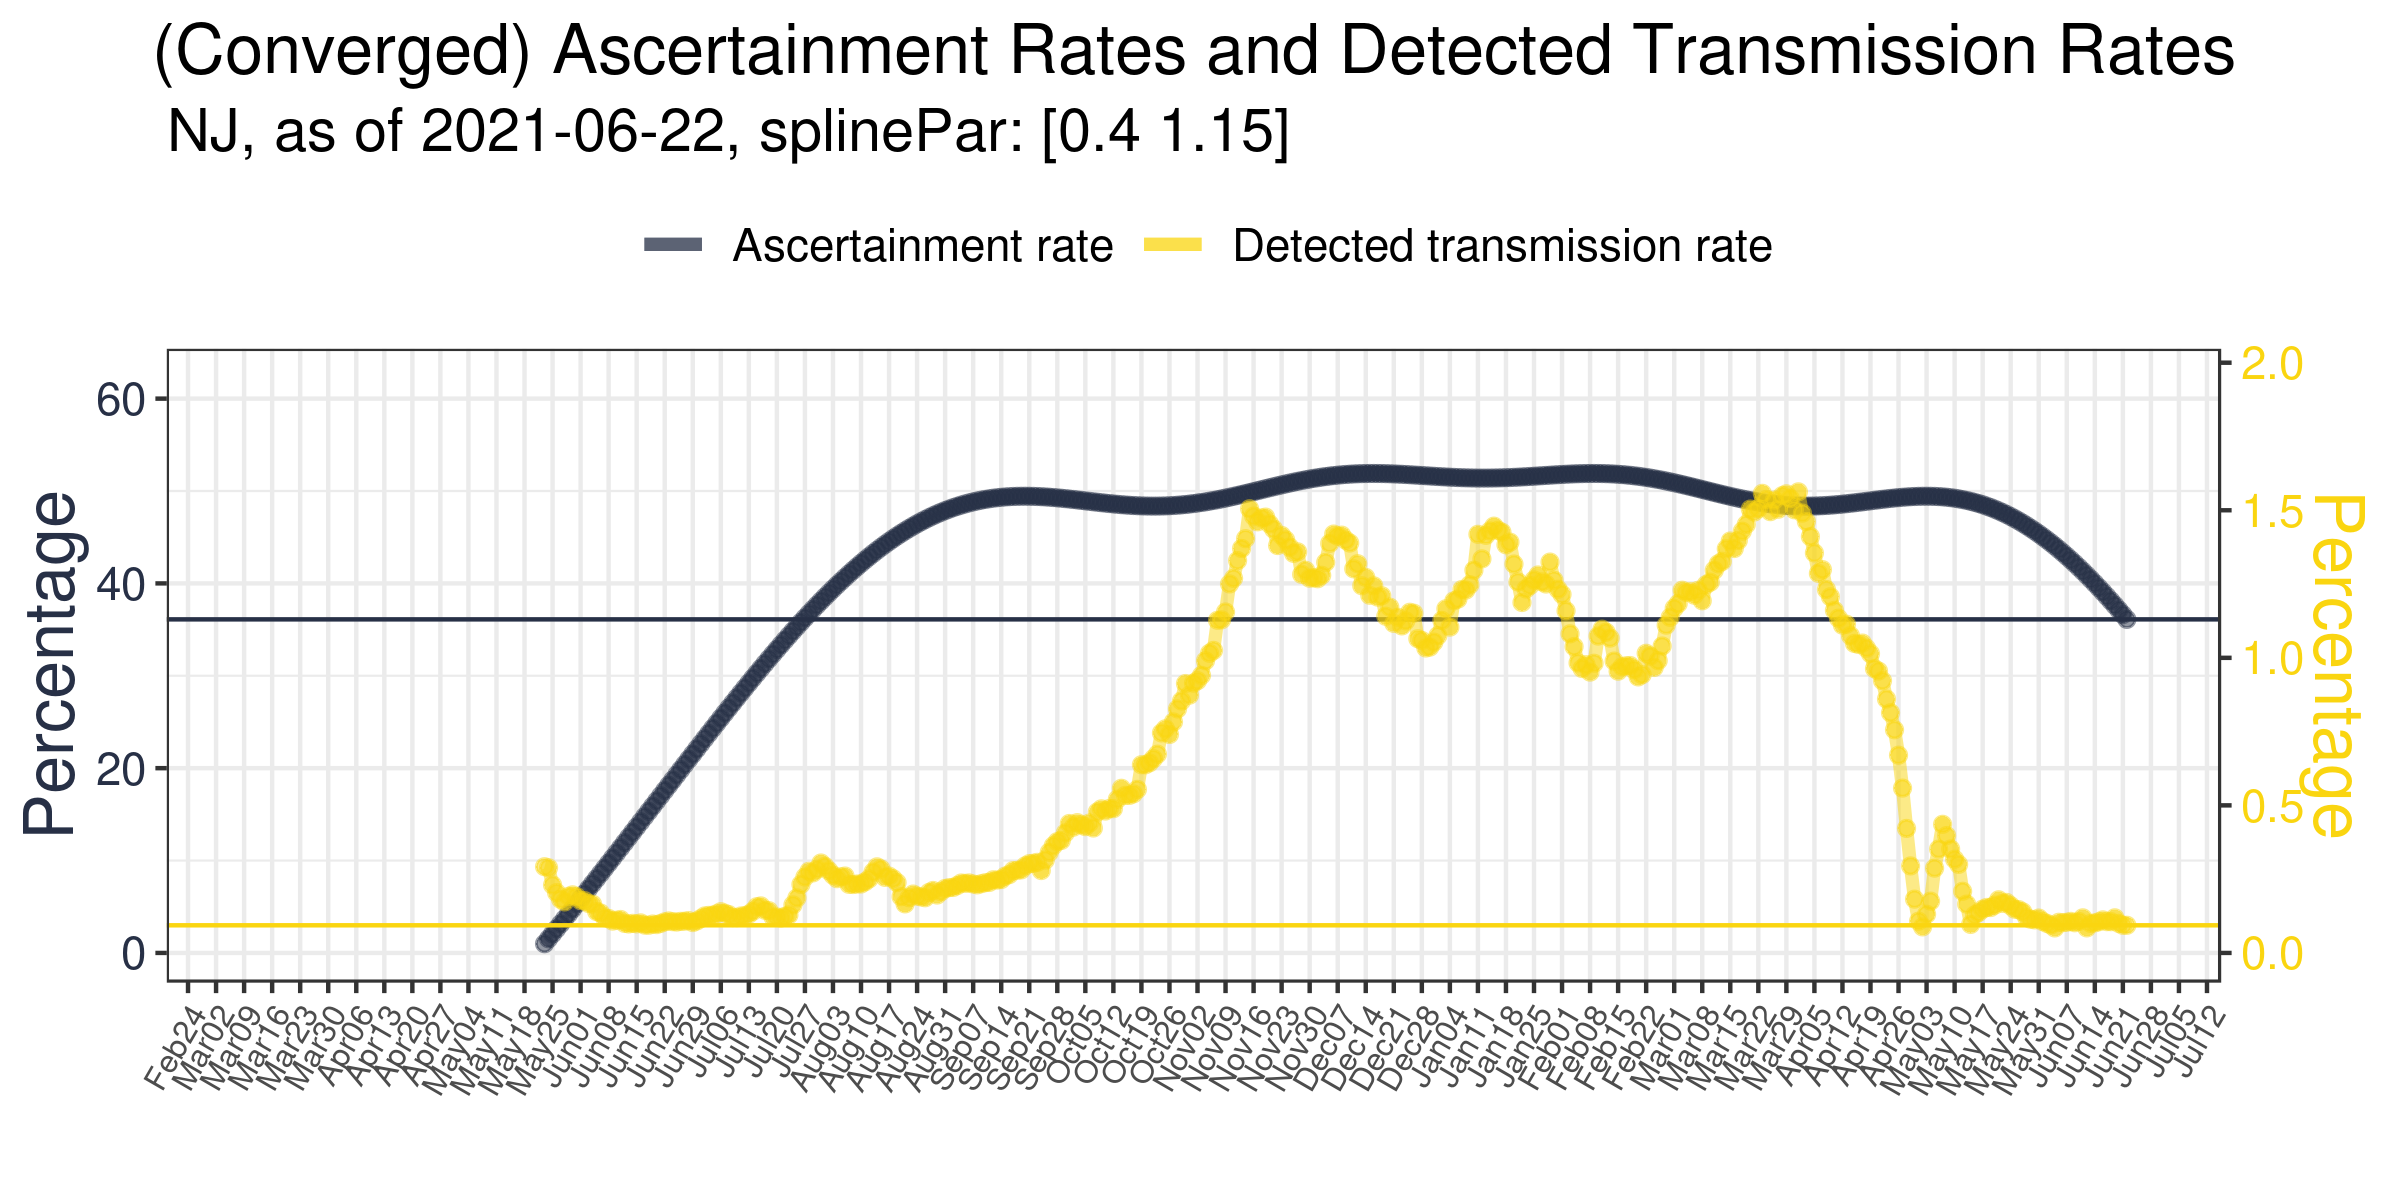 (Converged) Ascertainment Rates and Detected Transmission Rates
NJ, as of 2021-06-22, splinePar: [0.4 1.15]
Ascertainment rate
Detected transmission rate
Percentage
60
40
20
0
2.0
1.5
1.0
0.5
0.0
Percentage
Feb24
Mar02
Mar09
Mar16
Mar23
Mar30
Apr06
Apr13
Apr20
Apr27
May04
May11
May18
May25
Jun01
Jun08
Jun15
Jun22
Jun29
Jul06
Jul13
Jul20
Jul27
Aug03
Aug10
Aug17
Aug24
Aug31
Sep07
Sep14
Sep21
Sep28
Oct05
Oct12
Oct19
Oct26
Nov02
Nov09
Nov16
Nov23
Nov30
Dec07
Dec14
Dec21
Dec28
Jan04
Jan11
Jan18
Jan25
Feb01
Feb08
Feb15
Feb22
Mar01
Mar08
Mar15
Mar22
Mar29
Apr05
Apr12
Apr19
Apr26
May03
May10
May17
May24
May31
Jun07
Jun14
Jun21
Jun28
Jul05
Jul12